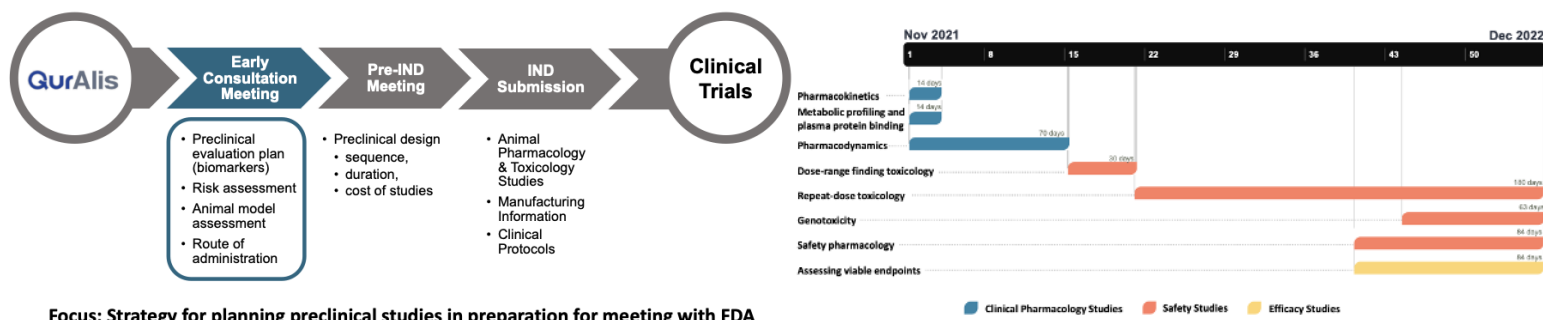 QurAlis
Early
Consultation
Meeting
Pre-IND
Meeting
IND
Submission
Clinical
Trials
• Preclinical
evaluation plan
(biomarkers)
• Risk assessment
• Animal model
assessment
• Route of
administration
• Preclinical design
• sequence,
• duration,
• cost of studies
• Animal
Pharmacology
& Toxicology
Studies
• Manufacturing
Information
• Clinical
Protocols
Focus: Strategy for planning preclinical studies in preparation for meeting with FDA
Nov 2021 Dec 2022
1 8 15 22 29 36 43 50
14 days
Pharmacokinetics
14 days
Metabolic profiling and
plasma protein binding
70 days
Pharmacodynamics
30 days
Dose-range finding toxicology
180 days
Repeat-dose toxicology
63 days
Genotoxicity
84 days
Safety pharmacology
84 days
Assessing viable endpoints
Clinical Pharmacology Studies Safety Studies Efficacy Studies